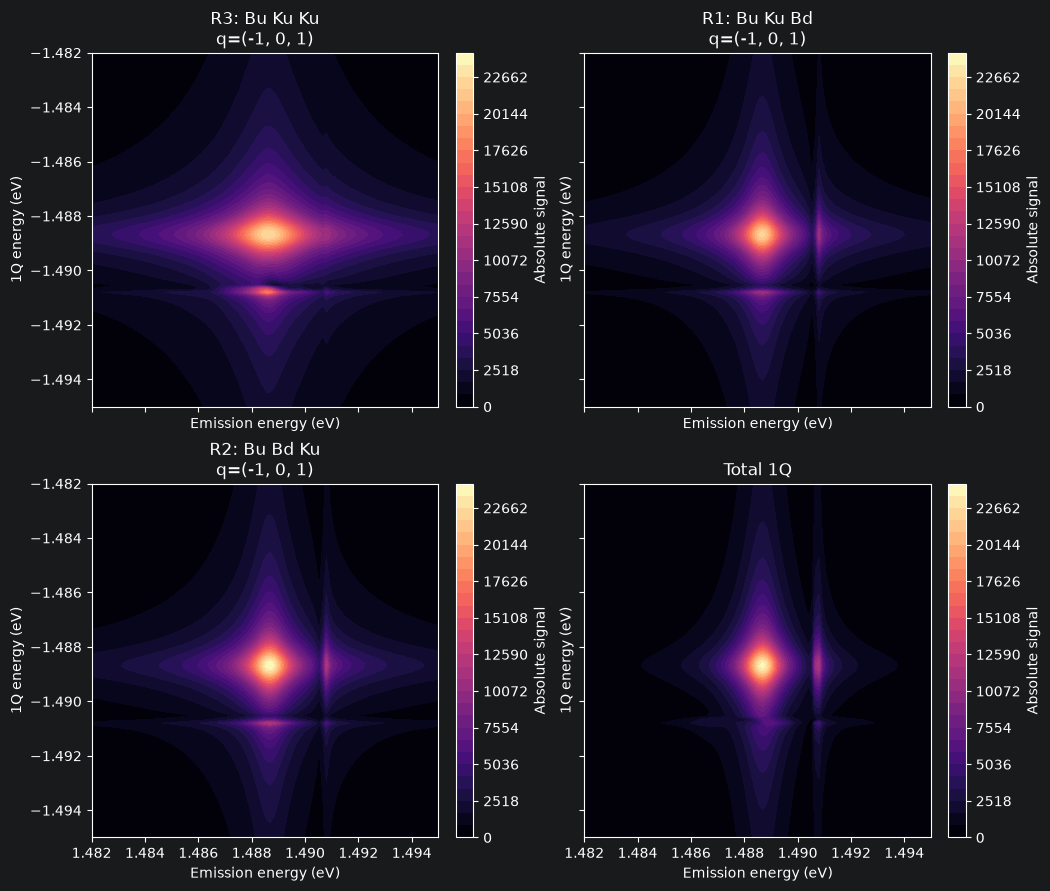 R3: Bu Ku Ku
q=(-1, 0, 1)
−1.482
−1.484
−1.486
−1.488
−1.490
−1.492
−1.494
1Q energy (eV)
Emission energy (eV)
22662
20144
17626
15108
12590
10072
7554
5036
2518
0
Absolute signal
R1: Bu Ku Bd
q=(-1, 0, 1)
1Q energy (eV)
Emission energy (eV)
22662
20144
17626
15108
12590
10072
7554
5036
2518
0
Absolute signal
R2: Bu Bd Ku
q=(-1, 0, 1)
−1.482
−1.484
−1.486
−1.488
−1.490
−1.492
−1.494
1Q energy (eV)
1.482 1.484 1.486 1.488 1.490 1.492 1.494
Emission energy (eV)
22662
20144
17626
15108
12590
10072
7554
5036
2518
0
Absolute signal
Total 1Q
1Q energy (eV)
1.482 1.484 1.486 1.488 1.490 1.492 1.494
Emission energy (eV)
22662
20144
17626
15108
12590
10072
7554
5036
2518
0
Absolute signal